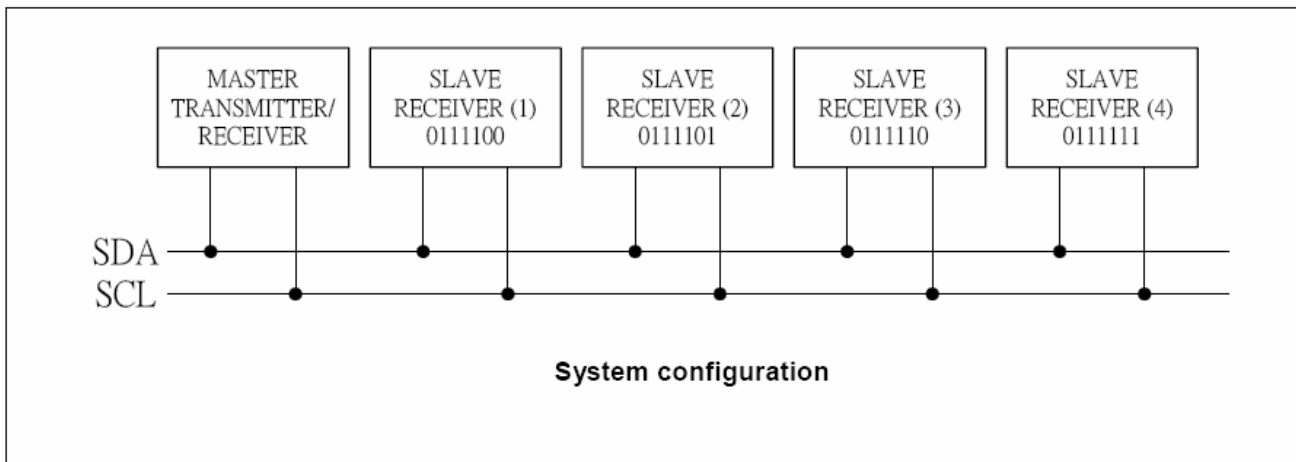 MASTER
TRANSMITTER/
RECEIVER
SLAVE
RECEIVER (1)
0111100
SLAVE
RECEIVER (2)
0111101
SLAVE
RECEIVER (3)
0111110
SLAVE
RECEIVER (4)
0111111
SDA
SCL
System configuration